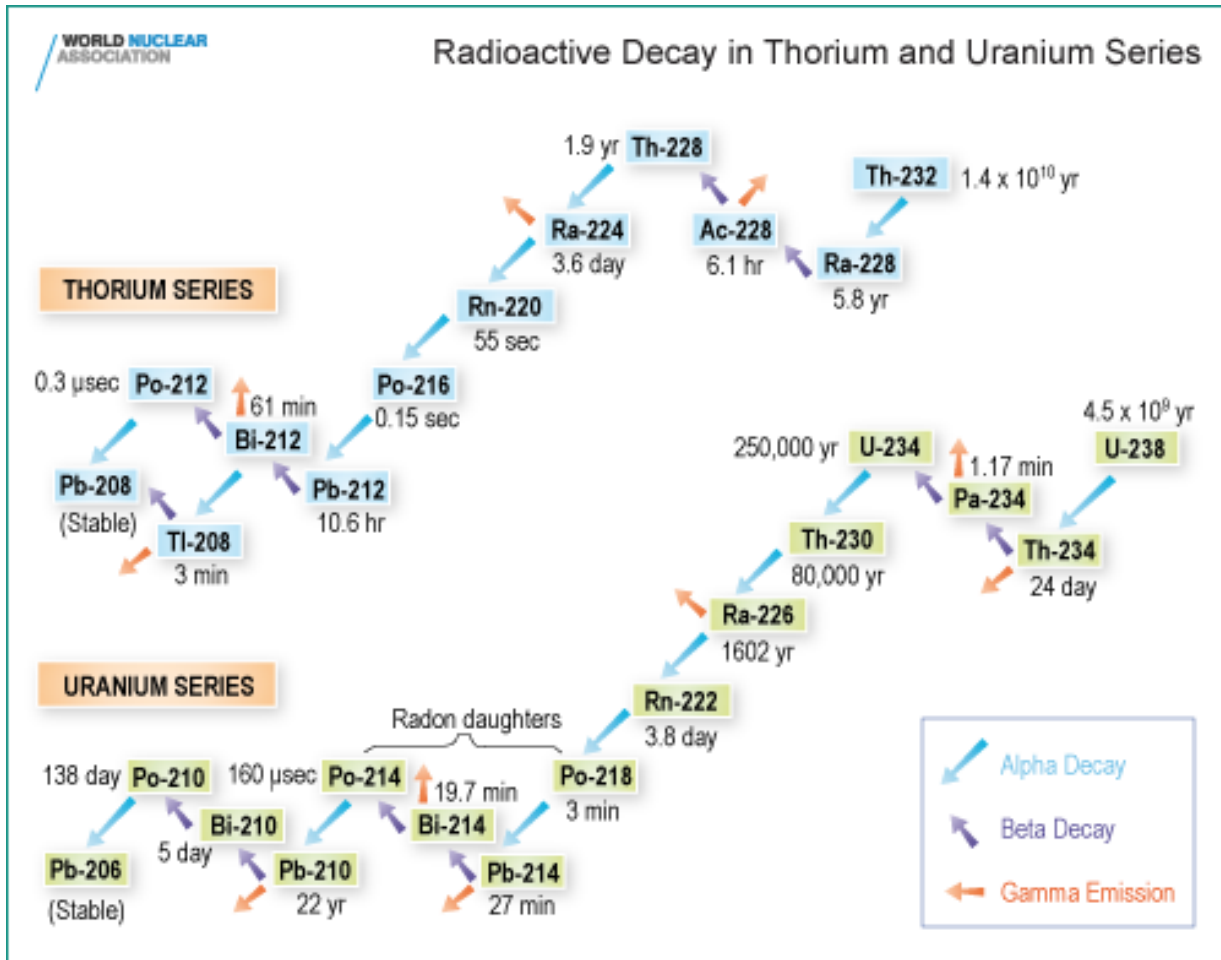 WORLD NUCLEAR
ASSOCIATION
Radioactive Decay in Thorium and Uranium Series
1.9 yr Th-228
Th-232 1.4 x 10¹⁰ yr
Ra-224
3.6 day
Ac-228
6.1 hr
Ra-228
5.8 yr
THORIUM SERIES
Rn-220
55 sec
0.3 µsec Po-212
61 min
Bi-212
Po-216
0.15 sec
Pb-208
(Stable)
Pb-212
10.6 hr
Tl-208
3 min
4.5 x 10⁹ yr
U-238
250,000 yr U-234
1.17 min
Pa-234
Th-230
80,000 yr
Th-234
24 day
Ra-226
1602 yr
URANIUM SERIES
Rn-222
3.8 day
Radon daughters
138 day Po-210
160 µsec Po-214
19.7 min
Bi-214
Po-218
3 min
Bi-210
5 day
Pb-206
(Stable)
Pb-210
22 yr
Pb-214
27 min
Alpha Decay
Beta Decay
Gamma Emission